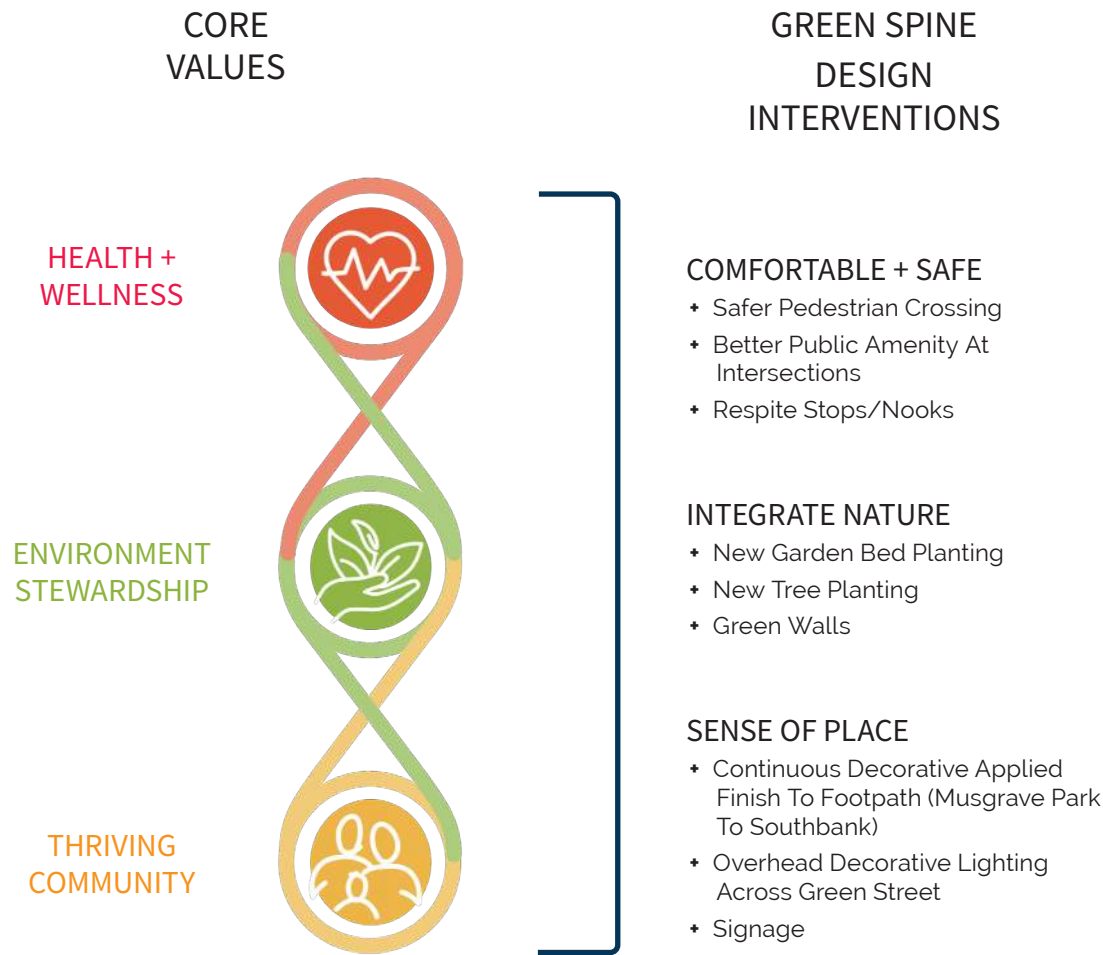 CORE
VALUES
HEALTH +
WELLNESS
ENVIRONMENT
STEWARDSHIP
THRIVING
COMMUNITY
GREEN SPINE
DESIGN
INTERVENTIONS
COMFORTABLE + SAFE
+ Safer Pedestrian Crossing
+ Better Public Amenity At
Intersections
+ Respite Stops/Nooks
INTEGRATE NATURE
+ New Garden Bed Planting
+ New Tree Planting
+ Green Walls
SENSE OF PLACE
+ Continuous Decorative Applied
Finish To Footpath (Musgrave Park
To Southbank)
+ Overhead Decorative Lighting
Across Green Street
+ Signage